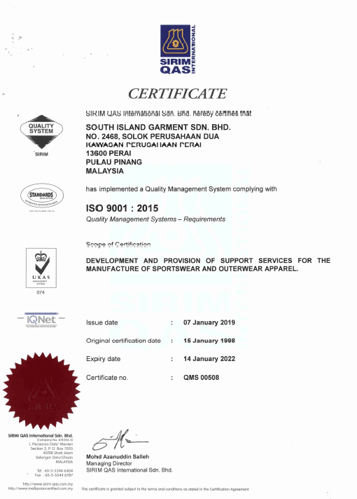 SIRIM
QAS
INTERNATIONAL
CERTIFICATE
SIRIM QAS International Sdn. Bhd. hereby certifies that
QUALITY
SYSTEM
SIRIM
SOUTH ISLAND GARMENT SDN. BHD.
NO. 2468, SOLOK PERUSAHAAN DUA
KAWASAN PERUSAHAAN PERAI
13600 PERAI
PULAU PINANG
MALAYSIA
STANDARDS
has implemented a Quality Management System complying with
ISO 9001 : 2015
Quality Management Systems – Requirements
Scope of Certification
UKAS
074
DEVELOPMENT AND PROVISION OF SUPPORT SERVICES FOR THE
MANUFACTURE OF SPORTSWEAR AND OUTERWEAR APPAREL.
IQNet
Issue date : 07 January 2019
Original certification date : 15 January 1998
Expiry date : 14 January 2022
Certificate no. : QMS 00508
SIRIM QAS International Sdn. Bhd.
MALAYSIA
Mohd Azanuddin Salleh
Managing Director
SIRIM QAS International Sdn. Bhd.
http://www.sirim-qas.com.my
http://www.malaysiancertified.com.my
This certificate is granted subject to the terms and conditions as stated in the Certification Agreement